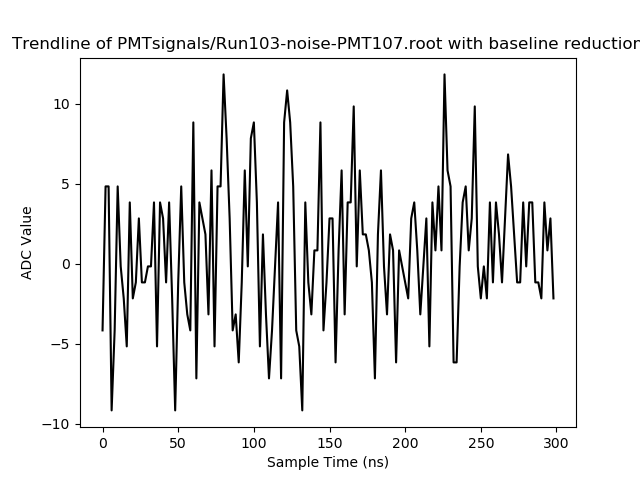 Trendline of PMTsignals/Run103-noise-PMT107.root with baseline reduction
10
5
0
−5
−10
ADC Value
0 50 100 150 200 250 300
Sample Time (ns)